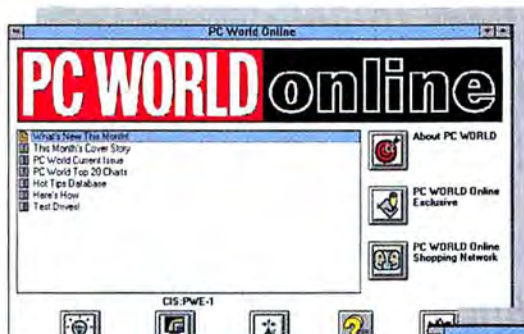 PC World Online
PC WORLD online
What's New This Month!
This Month's Cover Story
PC World Current Issue
PC World Top 20 Charts
Hot Tips Database
Here's How
Test Drives!
About PC WORLD
PC WORLD Online
Exclusive
PC WORLD Online
Shopping Network
CIS:PWE-1